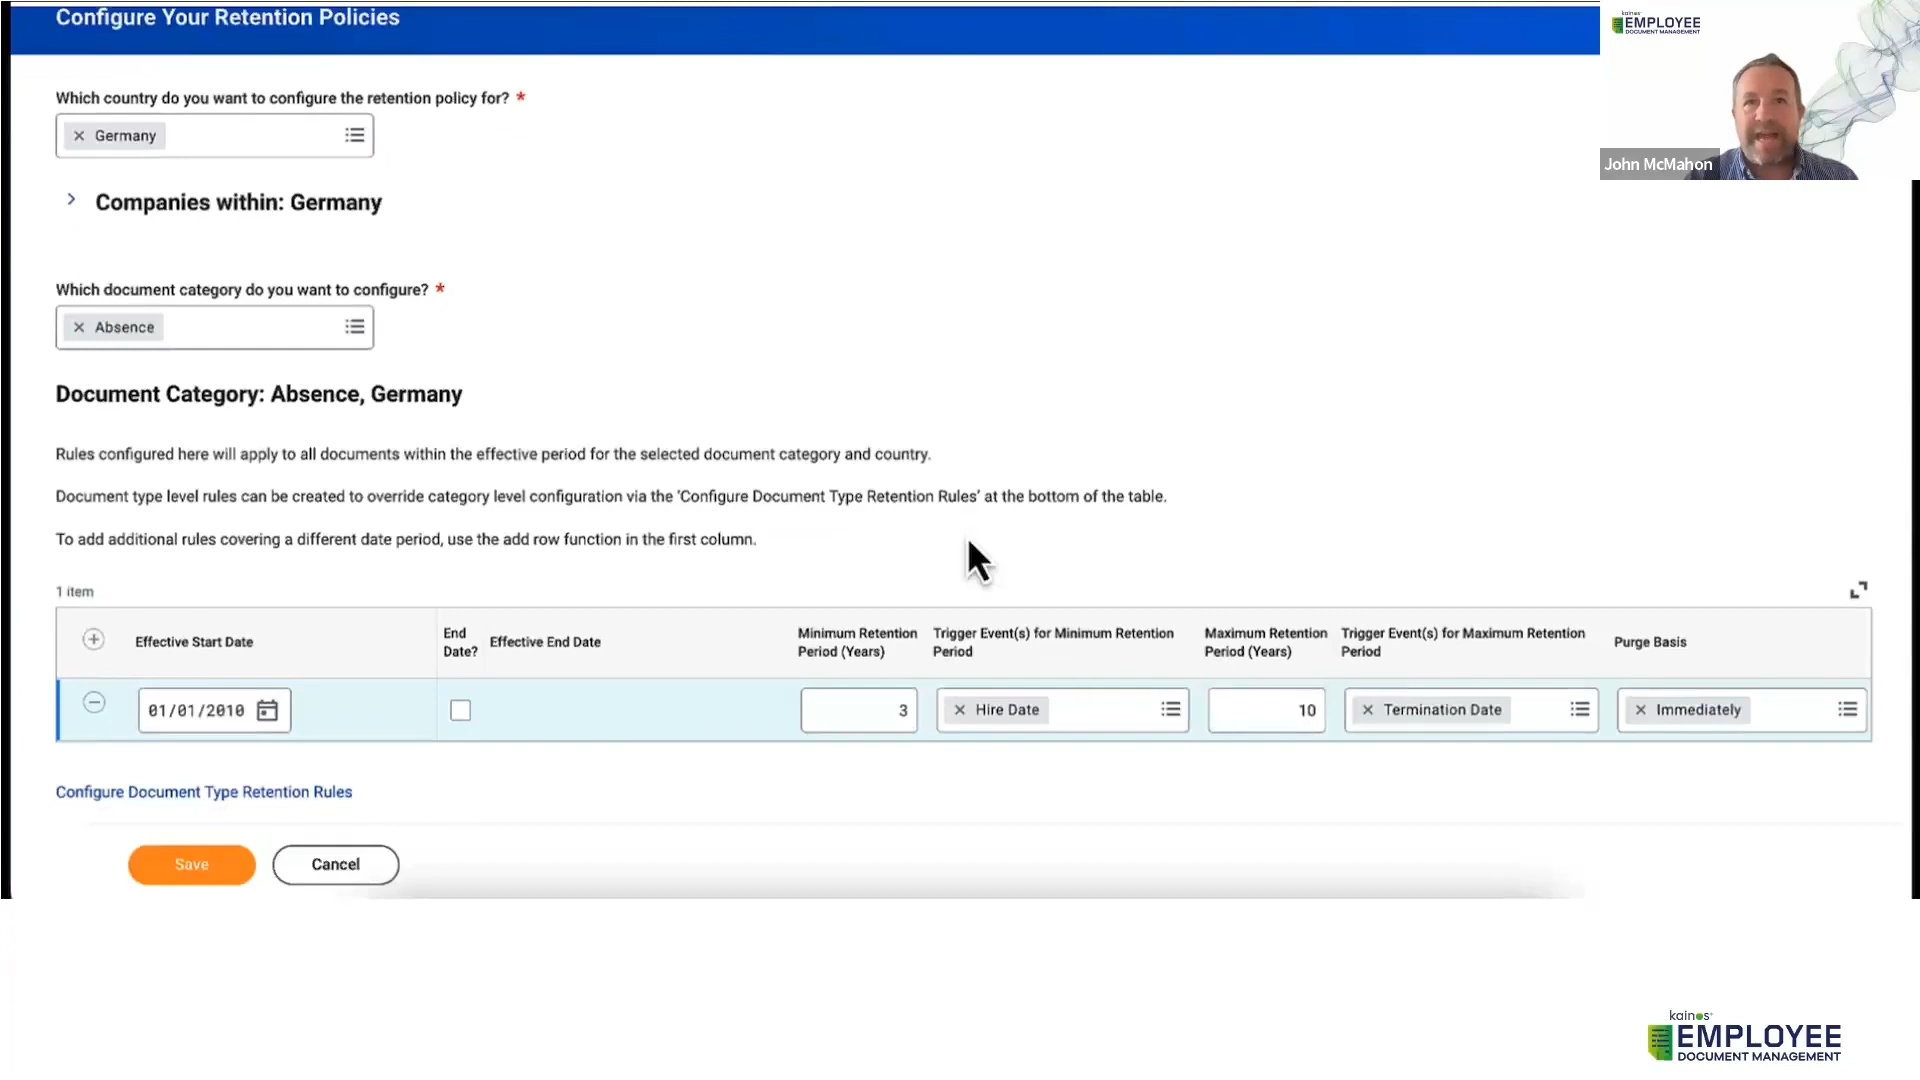 Configure Your Retention Policies
kainos
EMPLOYEE
DOCUMENT MANAGEMENT
John McMahon
Which country do you want to configure the retention policy for? *
Germany
Companies within: Germany
Which document category do you want to configure? *
Absence
Document Category: Absence, Germany
Rules configured here will apply to all documents within the effective period for the selected document category and country.
Document type level rules can be created to override category level configuration via the 'Configure Document Type Retention Rules' at the bottom of the table.
To add additional rules covering a different date period, use the add row function in the first column.
1 item
Effective Start Date
End Date?
Effective End Date
Minimum Retention Period (Years)
Trigger Event(s) for Minimum Retention Period
Maximum Retention Period (Years)
Trigger Event(s) for Maximum Retention Period
Purge Basis
01/01/2010
3
Hire Date
10
Termination Date
Immediately
Configure Document Type Retention Rules
Save
Cancel
kainos
EMPLOYEE
DOCUMENT MANAGEMENT